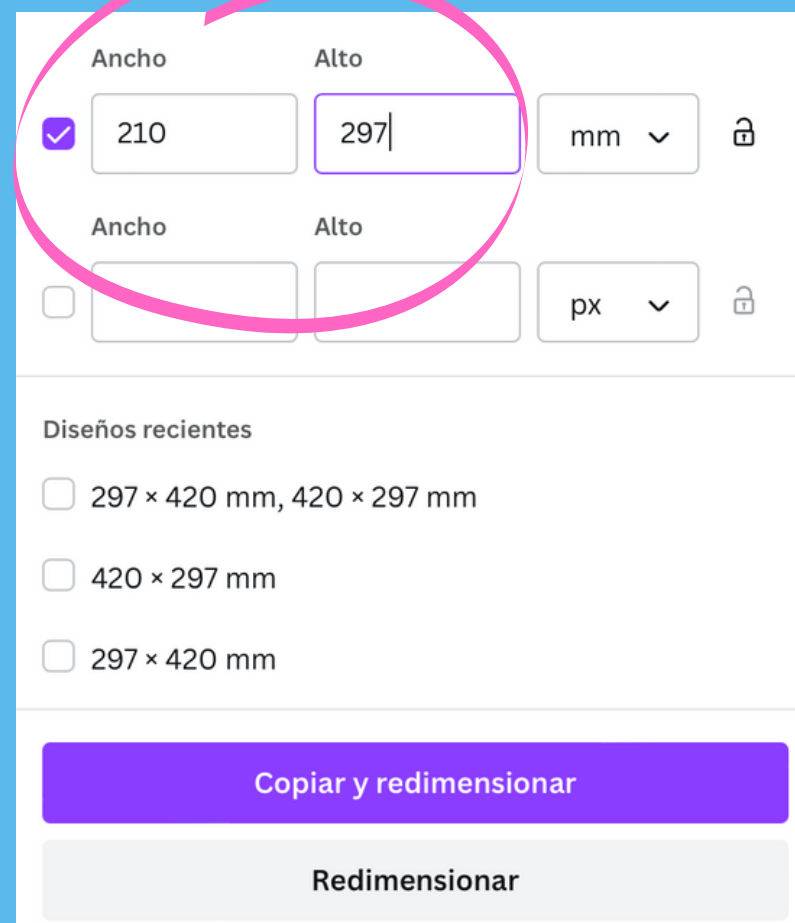 Ancho Alto
210 297 mm
Ancho Alto
px
Diseños recientes
297 × 420 mm, 420 × 297 mm
420 × 297 mm
297 × 420 mm
Copiar y redimensionar
Redimensionar